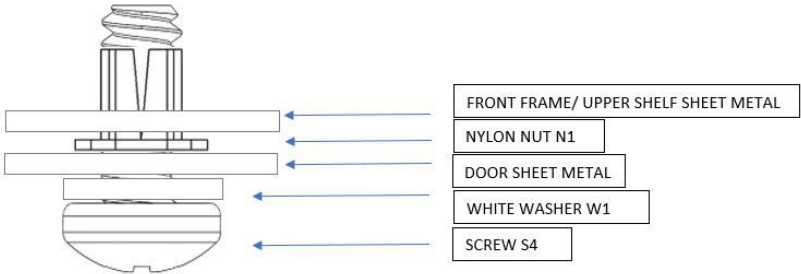 FRONT FRAME/ UPPER SHELF SHEET METAL
NYLON NUT N1
DOOR SHEET METAL
WHITE WASHER W1
SCREW S4